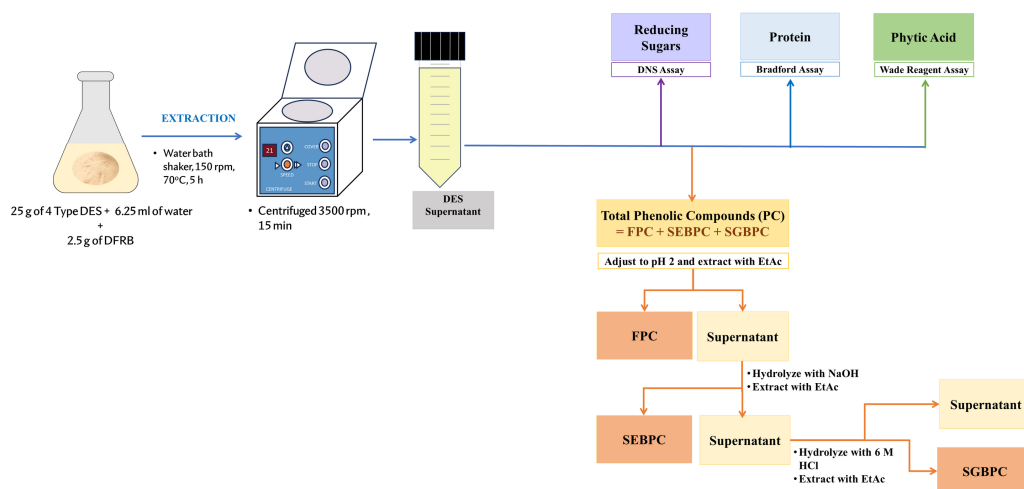 EXTRACTION
• Water bath
shaker, 150 rpm,
70°C, 5 h
25 g of 4 Type DES + 6.25 ml of water
+
2.5 g of DFRB
21
COVER
STOP
START
SPEED
CENTRIFUGE
• Centrifuged 3500 rpm,
15 min
DES
Supernatant
Reducing
Sugars
DNS Assay
Protein
Bradford Assay
Phytic Acid
Wade Reagent Assay
Total Phenolic Compounds (PC)
= FPC + SEBPC + SGBPC
Adjust to pH 2 and extract with EtAc
FPC
Supernatant
• Hydrolyze with NaOH
• Extract with EtAc
SEBPC
Supernatant
• Hydrolyze with 6 M
HCl
• Extract with EtAc
Supernatant
SGBPC